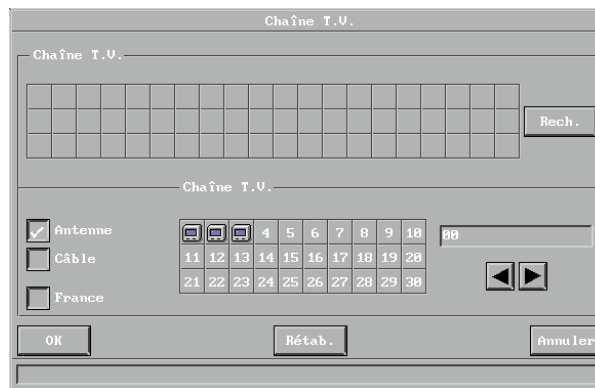 Chaîne T.V.
Chaîne T.V.
Rech.
Chaîne T.V.
Antenne
4 5 6 7 8 9 10
00
Câble
11 12 13 14 15 16 17 18 19 20
21 22 23 24 25 26 27 28 29 30
France
OK
Rétab.
Annuler